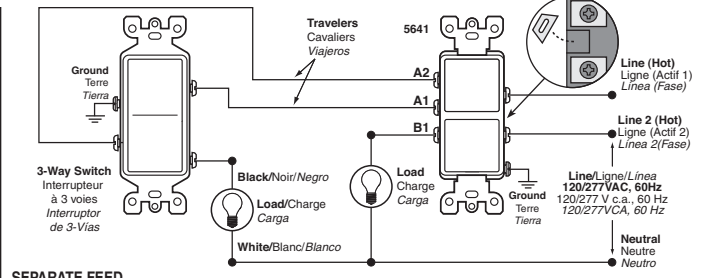 Travelers
Cavaliers
Viajeros
5641
Ground
Terre
Tierra
A2
A1
B1
Line (Hot)
Ligne (Actif 1)
Línea (Fase)
Line 2 (Hot)
Ligne (Actif 2)
Línea 2(Fase)
3-Way Switch
Interrupteur
à 3 voies
Interruptor
de 3-Vías
Black/Noir/Negro
Load/Charge
Carga
White/Blanc/Blanco
Load
Charge
Carga
Ground
Terre
Tierra
Line/Ligne/Línea
120/277VAC, 60Hz
120/277 V c.a., 60 Hz
120/277VCA, 60 Hz
Neutral
Neutre
Neutro
SEPARATE FEED